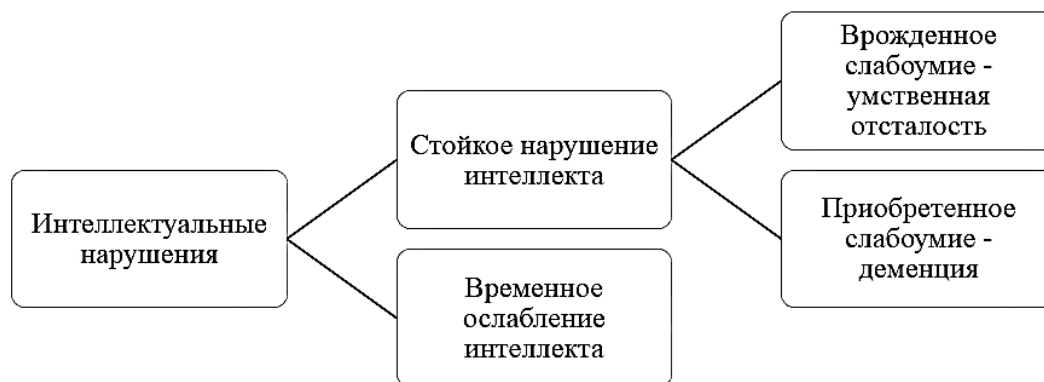 Интеллектуальные
нарушения
Стойкое нарушение
интеллекта
Временное
ослабление
интеллекта
Врожденное
слабоумие -
умственная
отсталость
Приобретенное
слабоумие -
деменция